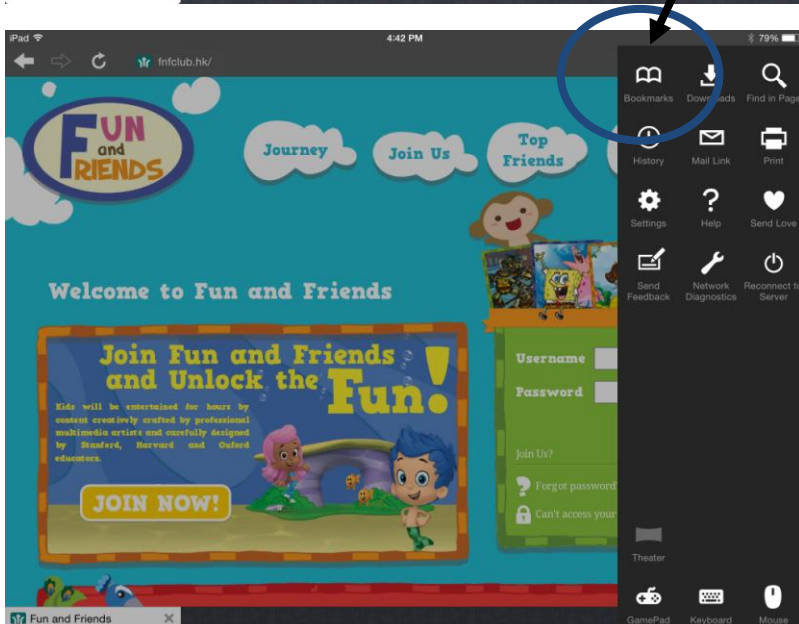 iPad
4:42 PM
79%
fnfclub.hk/
FUN
and
FRIENDS
Journey
Join Us
Top
Friends
Bookmarks
Downloads
Find in Page
History
Mail Link
Print
Settings
Help
Send Love
Send
Feedback
Network
Diagnostics
Reconnect to
Server
Welcome to Fun and Friends
Join Fun and Friends
and Unlock the Fun!
Kids will be entertained for hours by
content creatively crafted by professional
multimedia artists and carefully designed
by Stanford, Harvard and Oxford
educators.
JOIN NOW!
Username
Password
Join Us?
Forgot password
Can't access your
Theater
GamePad
Keyboard
Mouse
Fun and Friends